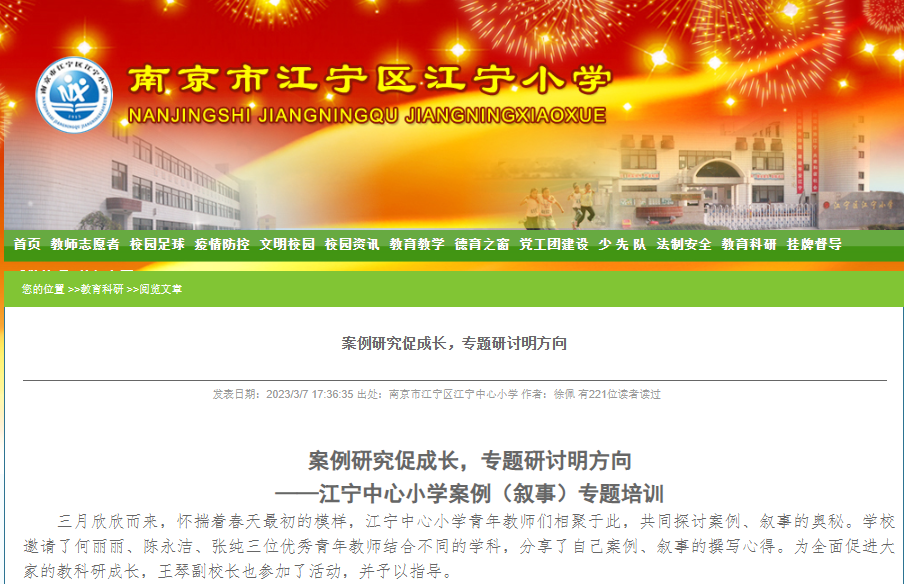 南京市江宁区江宁小学
NANJINGSHI JIANGNINGQU JIANGNINGXIAOXUE
江宁区江宁中心小学
首页 教师志愿者 校园足球 疫情防控 文明校园 校园资讯 教育教学 德育之窗 党工团建设 少 先 队 法制安全 教育科研 挂牌督导
您的位置 >>教育科研 >>阅览文章
案例研究促成长，专题研讨明方向
发表日期：2023/3/7 17:36:35 出处：南京市江宁区江宁中心小学 作者：徐佩 有221位读者读过
案例研究促成长，专题研讨明方向
——江宁中心小学案例（叙事）专题培训
三月欣欣而来，怀揣着春天最初的模样，江宁中心小学青年教师们相聚于此，共同探讨案例、叙事的奥秘。学校
邀请了何丽丽、陈永洁、张纯三位优秀青年教师结合不同的学科，分享了自己案例、叙事的撰写心得。为全面促进大
家的教科研成长，王琴副校长也参加了活动，并予以指导。